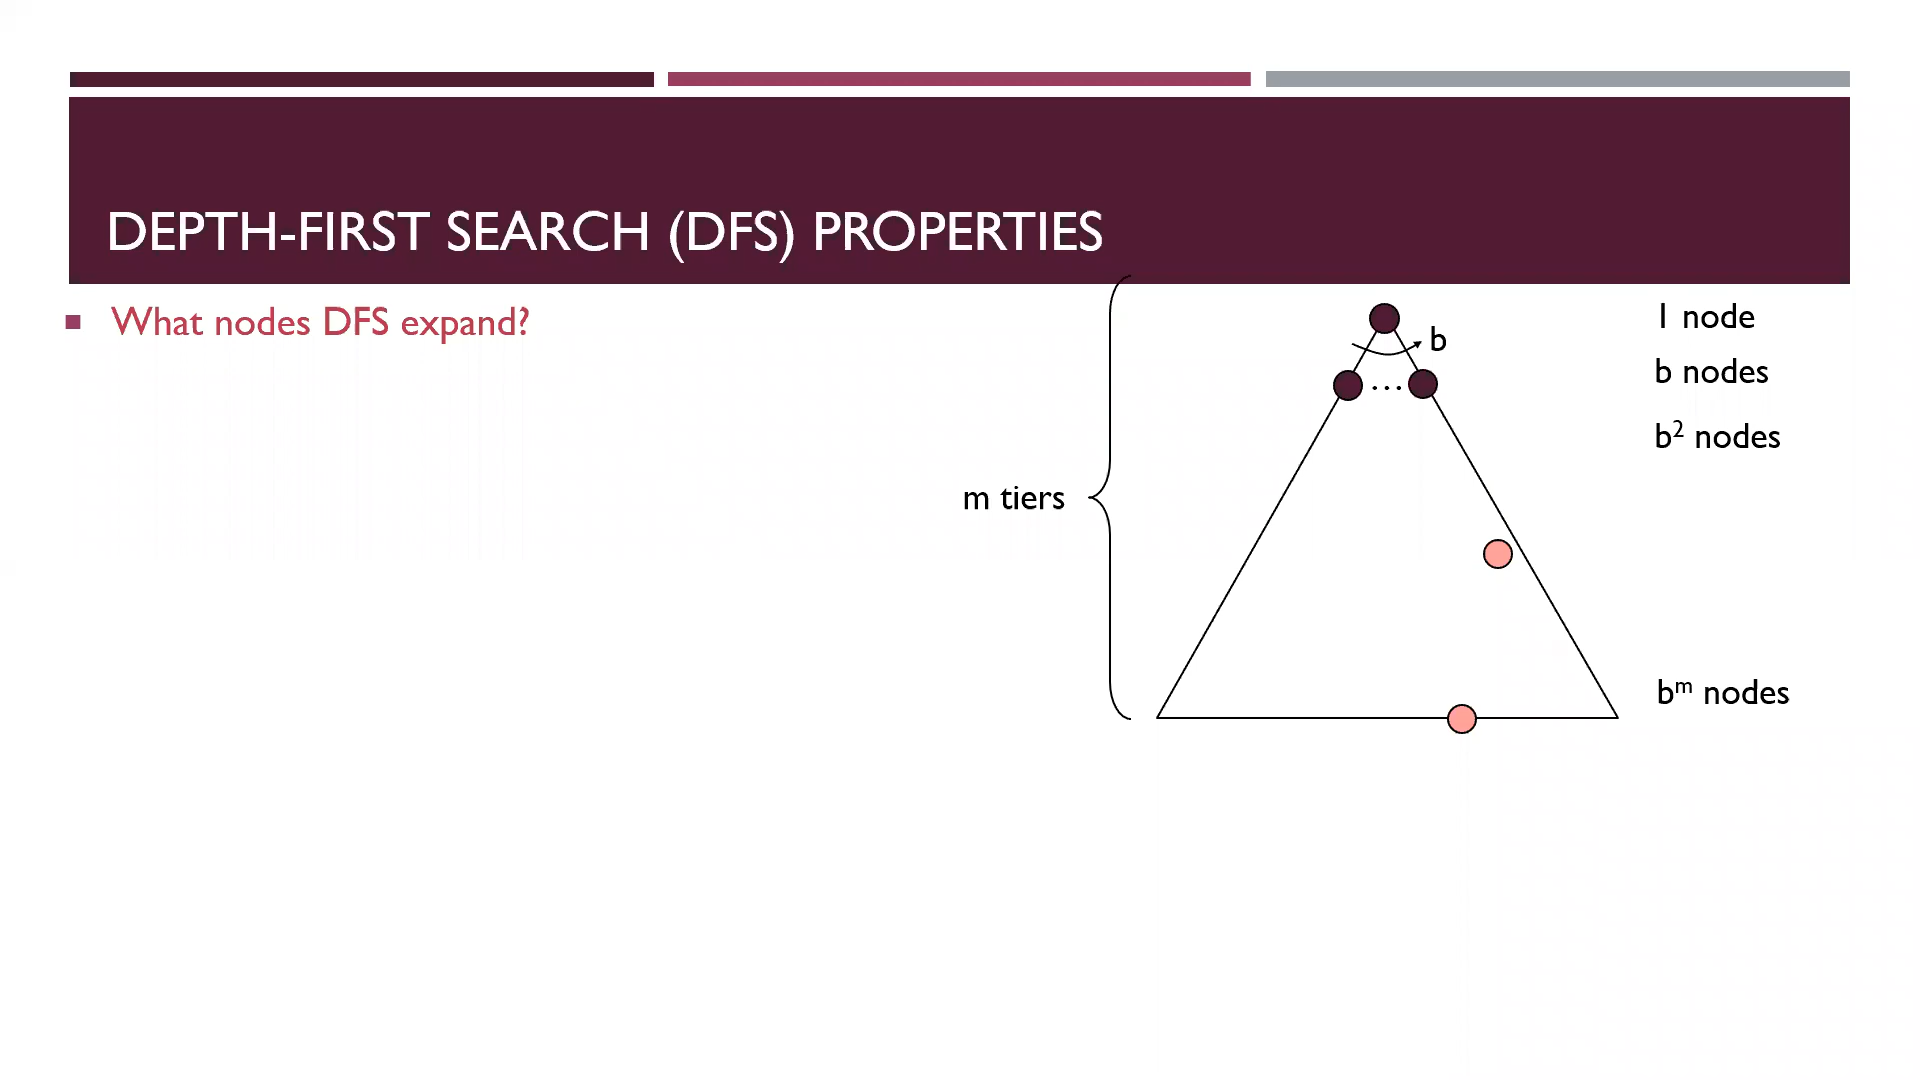 DEPTH-FIRST SEARCH (DFS) PROPERTIES
What nodes DFS expand?
b
...
m tiers
1 node
b nodes
b² nodes
bᵐ nodes